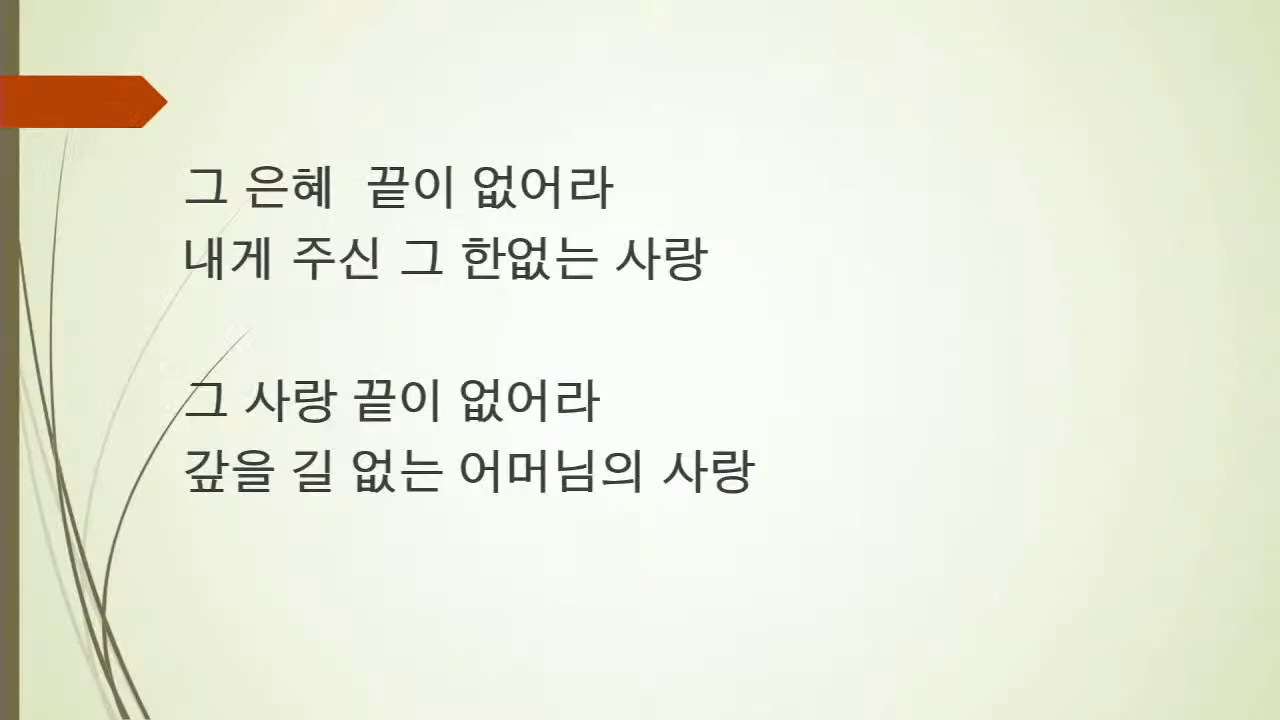 그 은혜  끝이 없어라
내게 주신 그 한없는 사랑
그 사랑 끝이 없어라
갚을 길 없는 어머님의 사랑